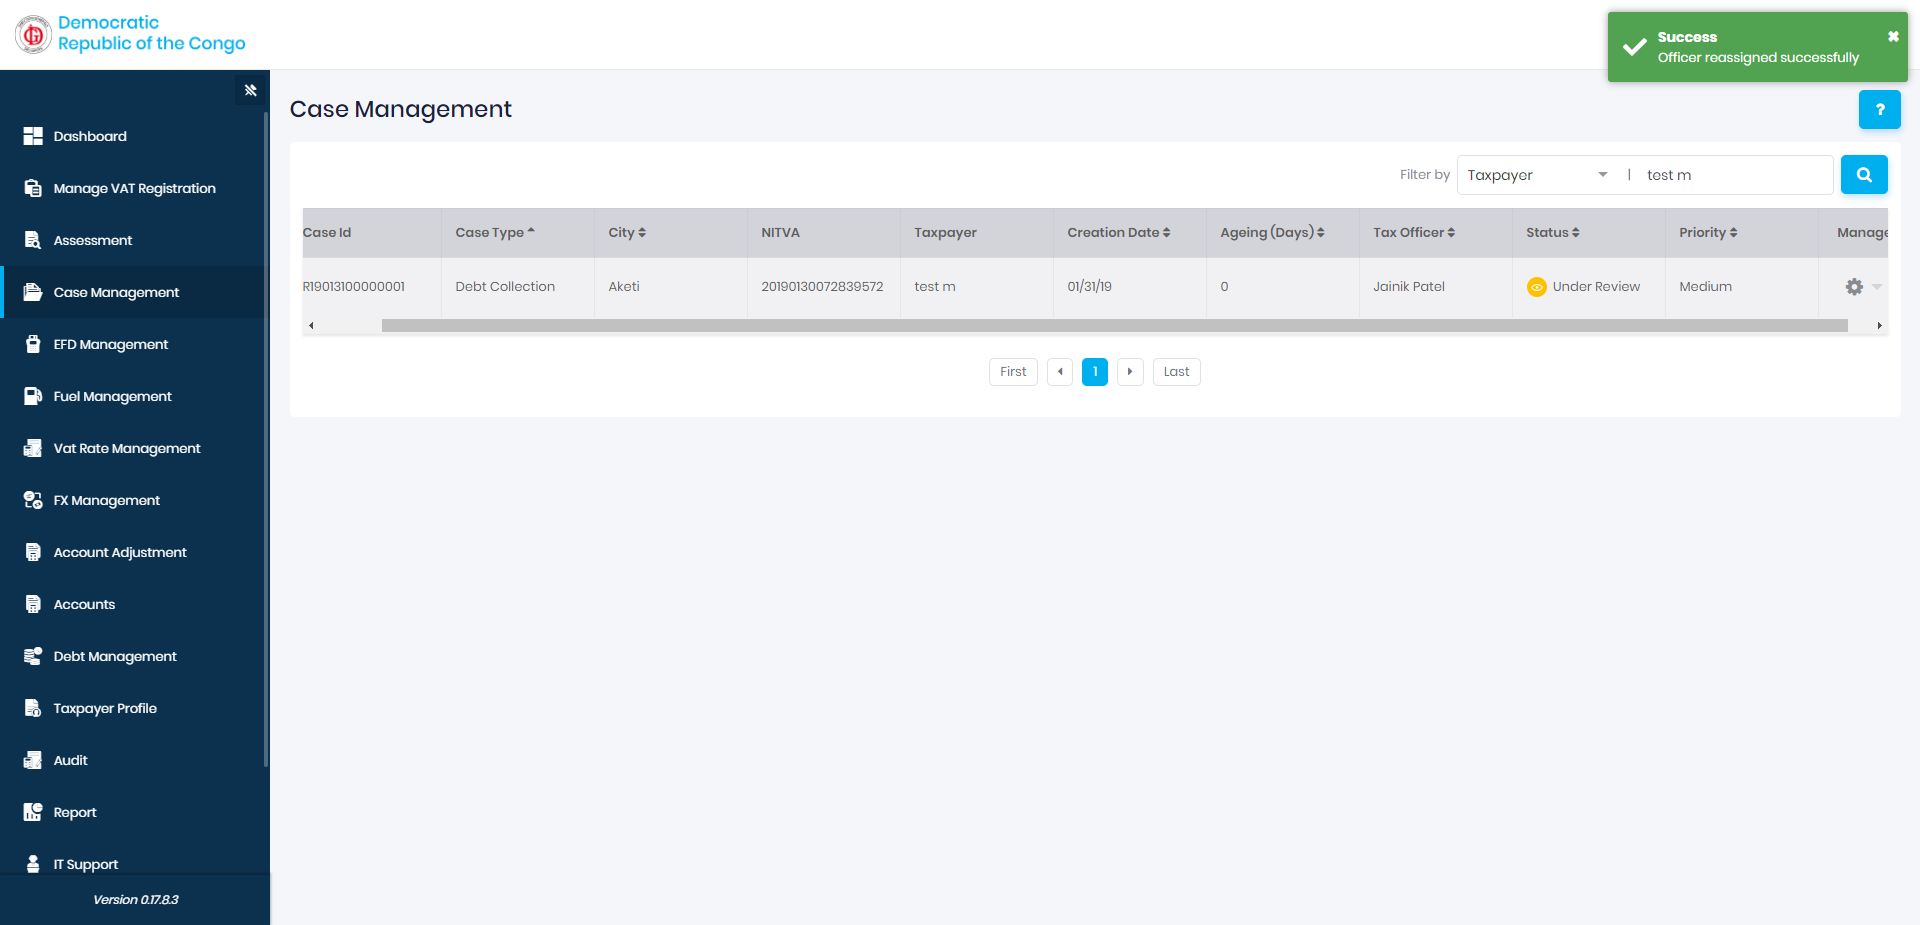 Democratic
Republic of the Congo
Success
Officer reassigned successfully
Case Management
?
Dashboard
Manage VAT Registration
Assessment
Case Management
EFD Management
Fuel Management
Vat Rate Management
FX Management
Account Adjustment
Accounts
Debt Management
Taxpayer Profile
Audit
Report
IT Support
Version 0.17.8.3
Filter by Taxpayer | test m
Case Id Case Type City NITVA Taxpayer Creation Date Ageing (Days) Tax Officer Status Priority Manage
R19013100000001 Debt Collection Aketi 20190130072839572 test m 01/31/19 0 Jainik Patel Under Review Medium
First 1 Last